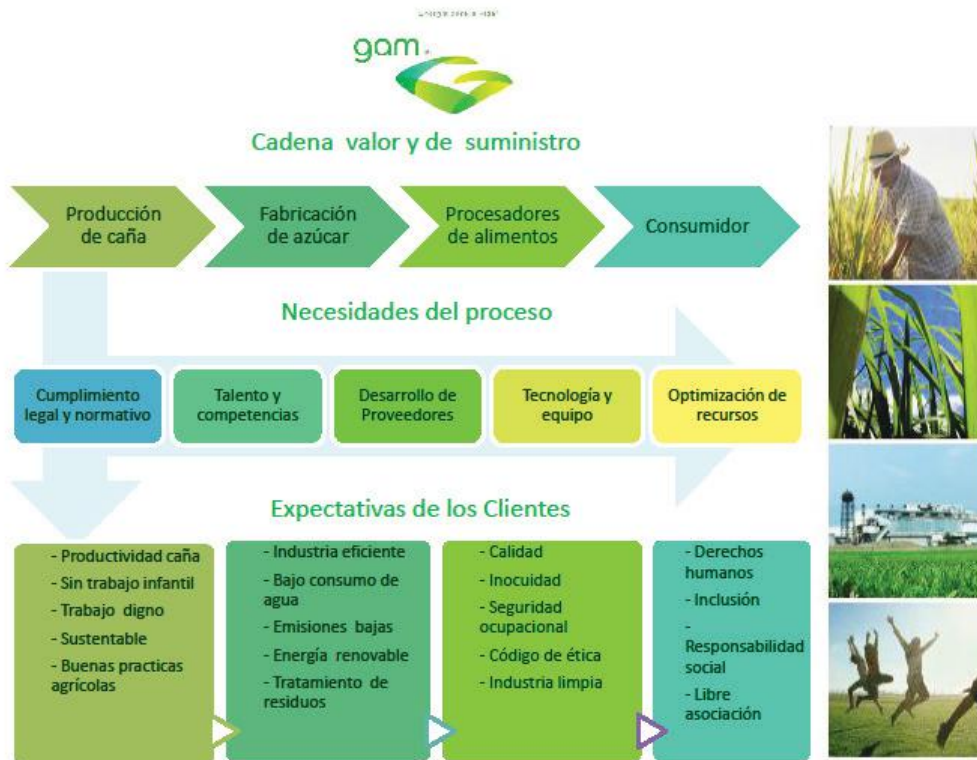 gam
Cadena valor y de suministro
Producción
de caña
Fabricación
de azúcar
Procesadores
de alimentos
Consumidor
Necesidades del proceso
Cumplimiento
legal y normativo
Talento y
competencias
Desarrollo de
Proveedores
Tecnología y
equipo
Optimización de
recursos
Expectativas de los Clientes
- Productividad caña
- Sin trabajo infantil
- Trabajo digno
- Sustentable
- Buenas practicas
agrícolas
- Industria eficiente
- Bajo consumo de
agua
- Emisiones bajas
- Energía renovable
- Tratamiento de
residuos
- Calidad
- Inocuidad
- Seguridad
ocupacional
- Código de ética
- Industria limpia
- Derechos
humanos
- Inclusión
-
Responsabilidad
social
- Libre
asociación